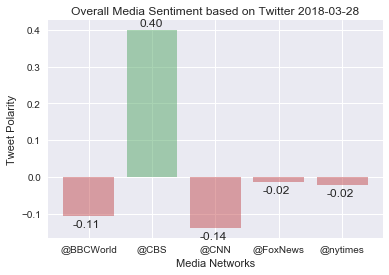 Overall Media Sentiment based on Twitter 2018-03-28
0.40
0.4
0.3
0.2
0.1
0.0
−0.1
Tweet Polarity
-0.11
-0.14
-0.02
-0.02
@BBCWorld @CBS @CNN @FoxNews @nytimes
Media Networks